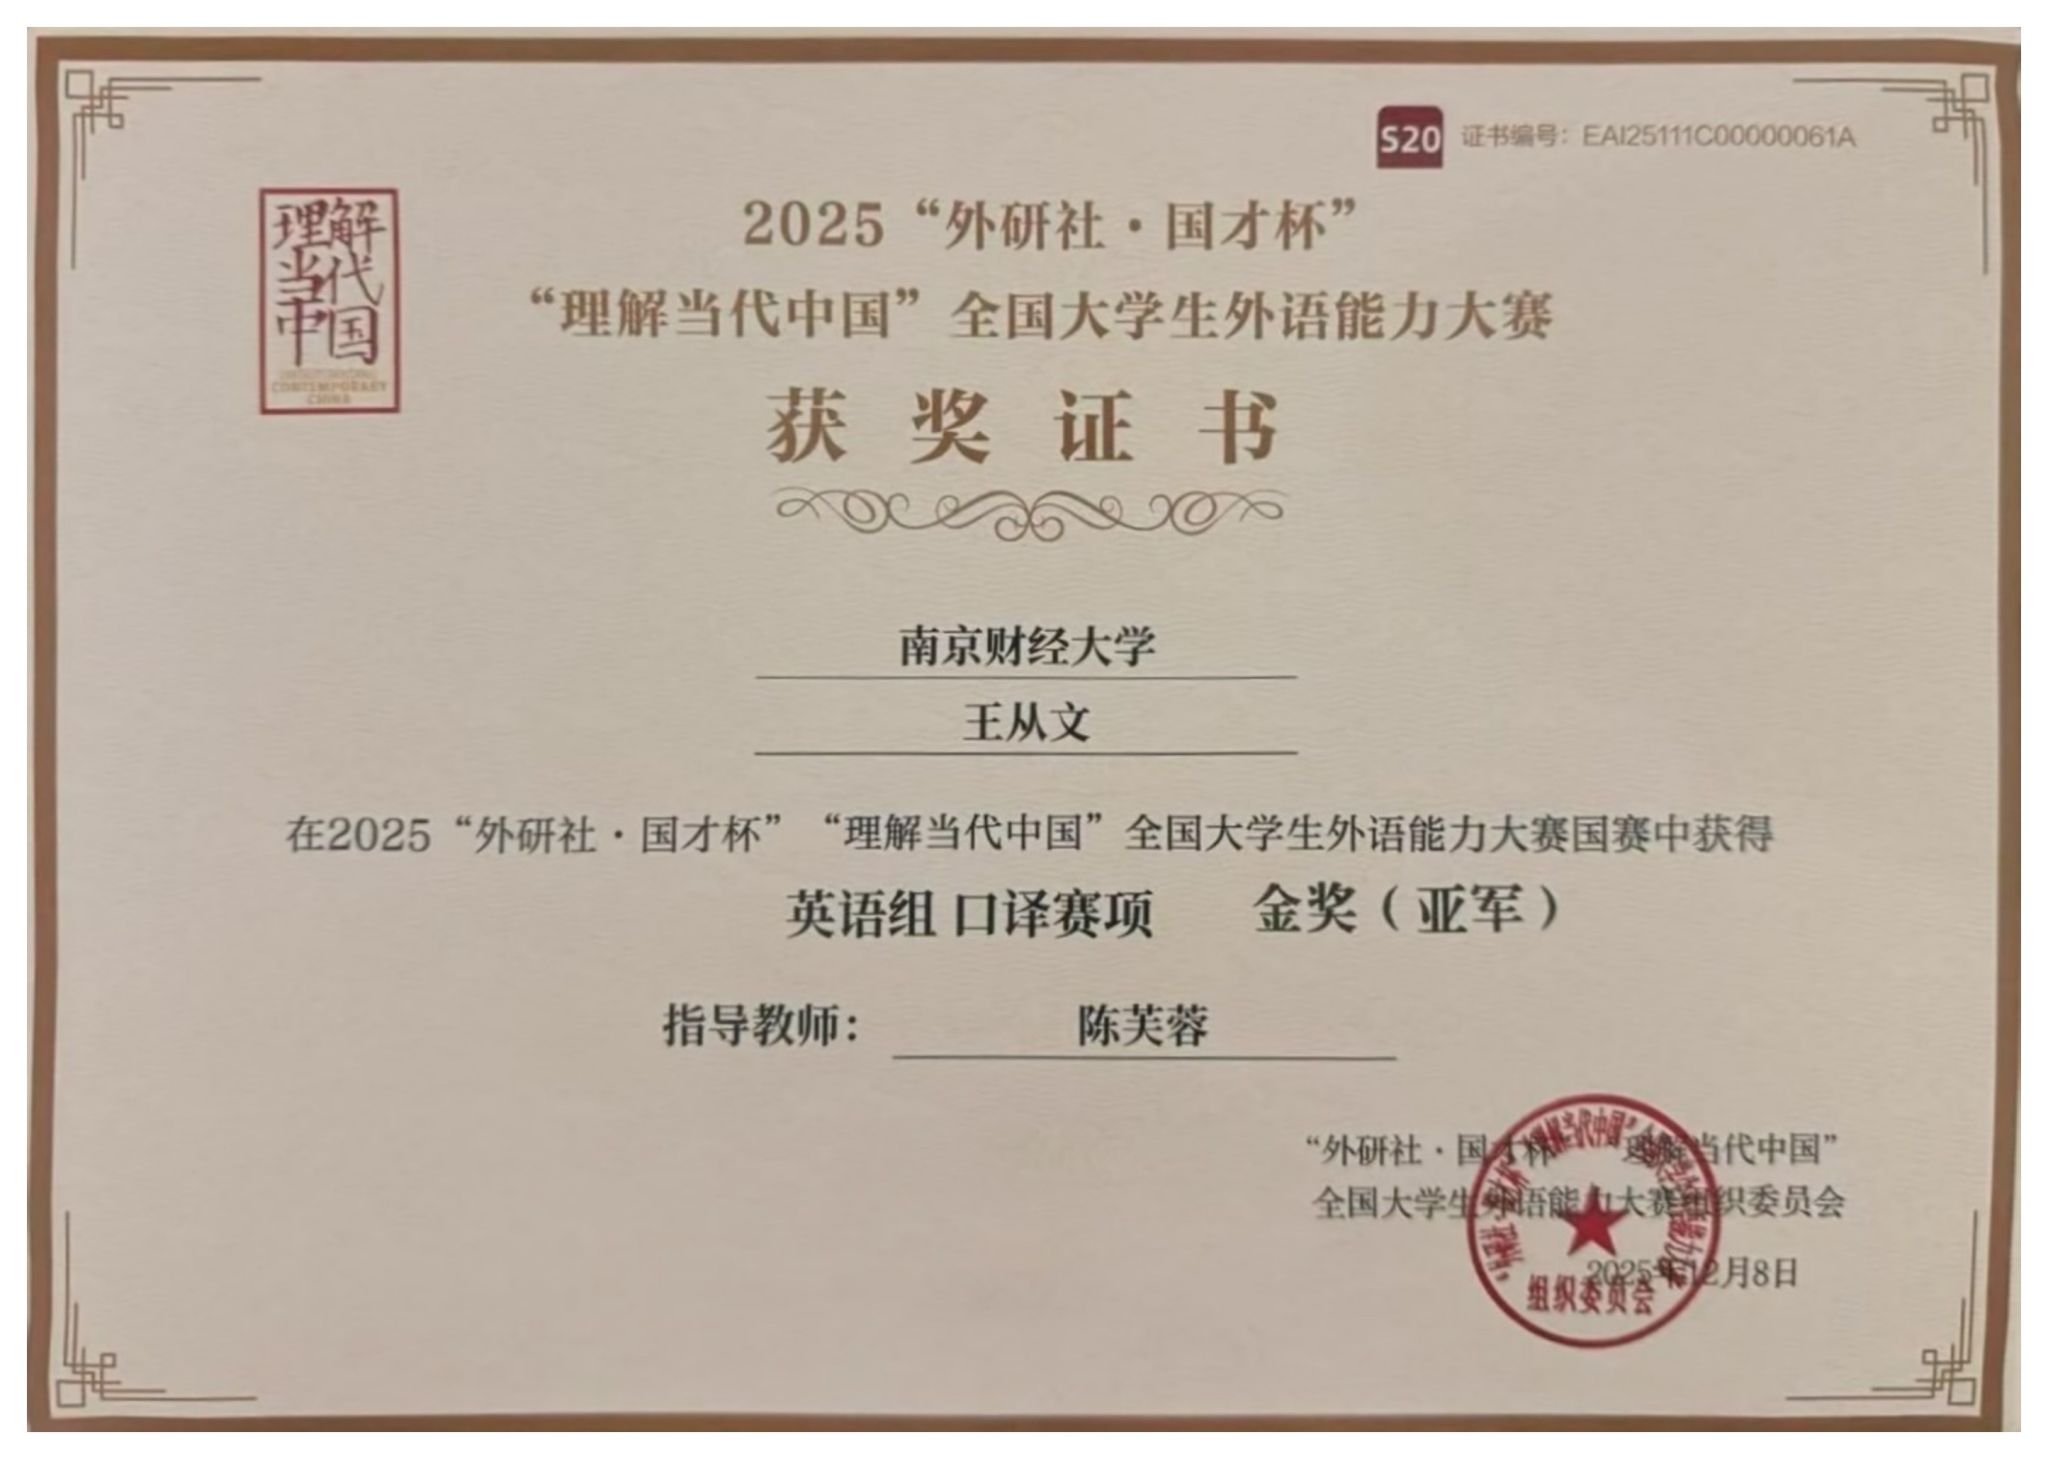 S20 证书编号：EAI25111C00000061A
理解
当代
中国
CONTEMPORARY
CHINA
2025“外研社·国才杯”
“理解当代中国”全国大学生外语能力大赛
获奖证书
南京财经大学
王从文
在2025“外研社·国才杯”“理解当代中国”全国大学生外语能力大赛国赛中获得
英语组 口译赛项 金奖（亚军）
指导教师： 陈芙蓉
“外研社·国才杯”“理解当代中国”
全国大学生外语能力大赛组织委员会
2025年12月8日
组织委员会